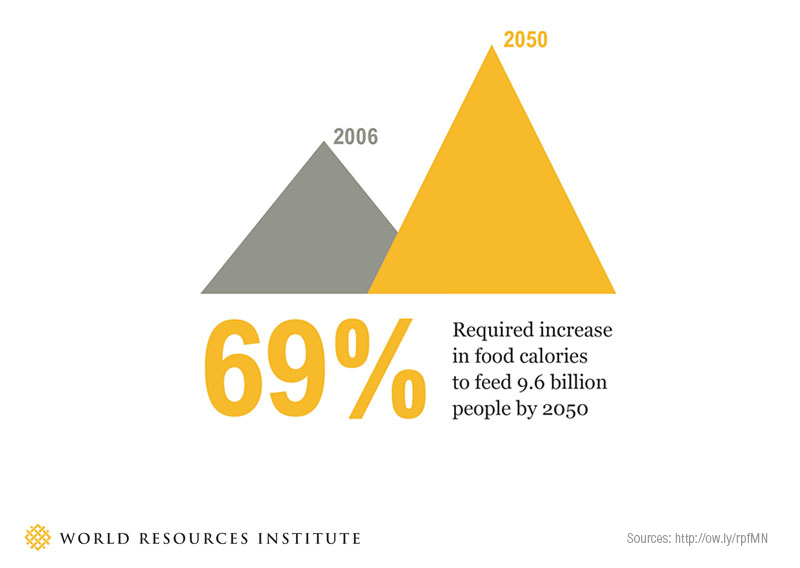 2050
2006
69%
Required increase
in food calories
to feed 9.6 billion
people by 2050
WORLD RESOURCES INSTITUTE
Sources: http://ow.ly/rpfMN